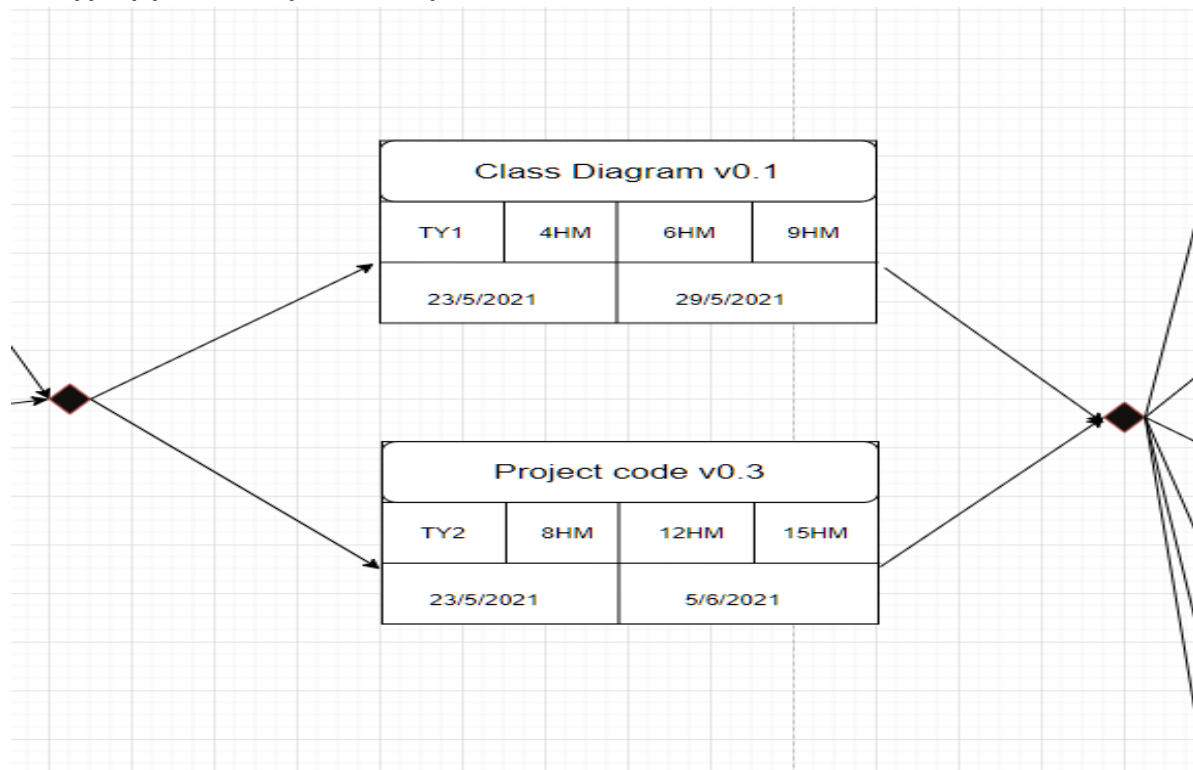 Class Diagram v0.1
TY1 4HM 6HM 9HM
23/5/2021 29/5/2021
Project code v0.3
TY2 8HM 12HM 15HM
23/5/2021 5/6/2021